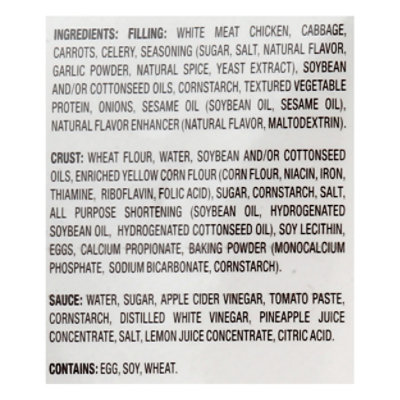 INGREDIENTS: FILLING: WHITE MEAT CHICKEN, CABBAGE,
CARROTS, CELERY, SEASONING (SUGAR, SALT, NATURAL FLAVOR,
GARLIC POWDER, NATURAL SPICE, YEAST EXTRACT), SOYBEAN
AND/OR COTTONSEED OILS, CORNSTARCH, TEXTURED VEGETABLE
PROTEIN, ONIONS, SESAME OIL (SOYBEAN OIL, SESAME OIL),
NATURAL FLAVOR ENHANCER (NATURAL FLAVOR, MALTODEXTRIN).
CRUST: WHEAT FLOUR, WATER, SOYBEAN AND/OR COTTONSEED
OILS, ENRICHED YELLOW CORN FLOUR (CORN FLOUR, NIACIN, IRON,
THIAMINE, RIBOFLAVIN, FOLIC ACID), SUGAR, CORNSTARCH, SALT,
ALL PURPOSE SHORTENING (SOYBEAN OIL, HYDROGENATED
SOYBEAN OIL, HYDROGENATED COTTONSEED OIL), SOY LECITHIN,
EGGS, CALCIUM PROPIONATE, BAKING POWDER (MONOCALCIUM
PHOSPHATE, SODIUM BICARBONATE, CORNSTARCH).
SAUCE: WATER, SUGAR, APPLE CIDER VINEGAR, TOMATO PASTE,
CORNSTARCH, DISTILLED WHITE VINEGAR, PINEAPPLE JUICE
CONCENTRATE, SALT, LEMON JUICE CONCENTRATE, CITRIC ACID.
CONTAINS: EGG, SOY, WHEAT.